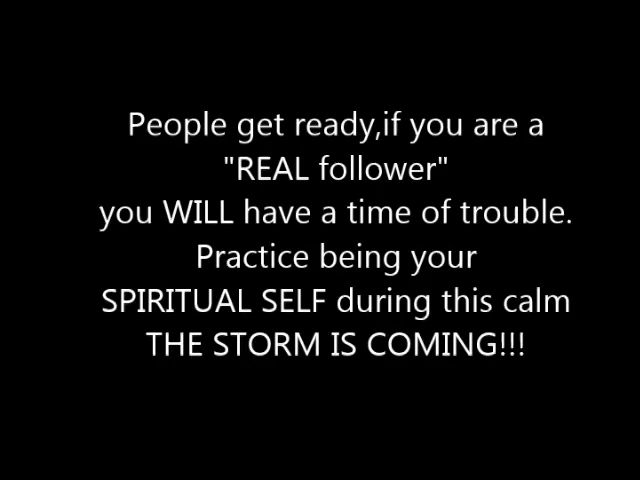 People get ready,if you are a
"REAL follower"
you WILL have a time of trouble.
Practice being your
SPIRITUAL SELF during this calm
THE STORM IS COMING!!!